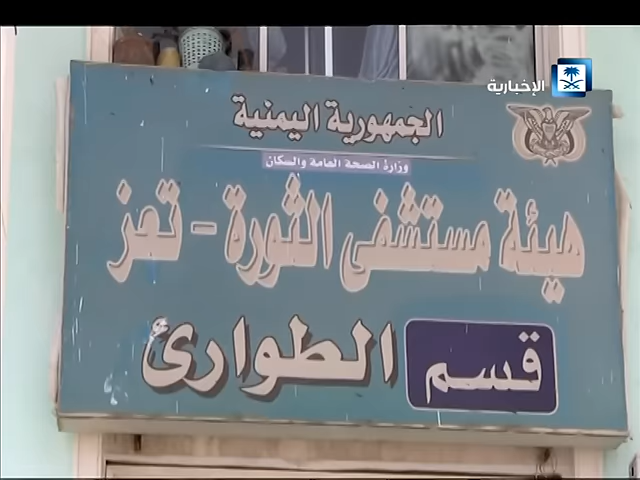 الإخبارية
الجمهورية اليمنية
وزارة الصحة العامة والسكان
هيئة مستشفى الثورة - تعز
قسم الطوارئ